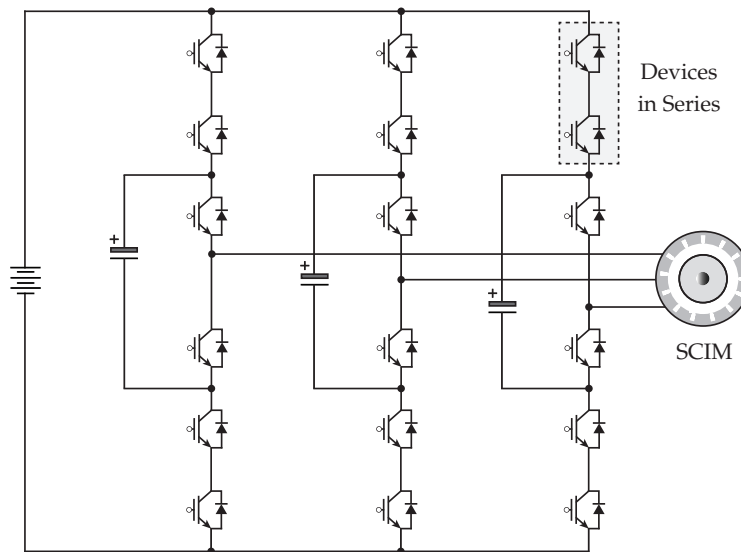 Devices
in Series
+
+
+
SCIM